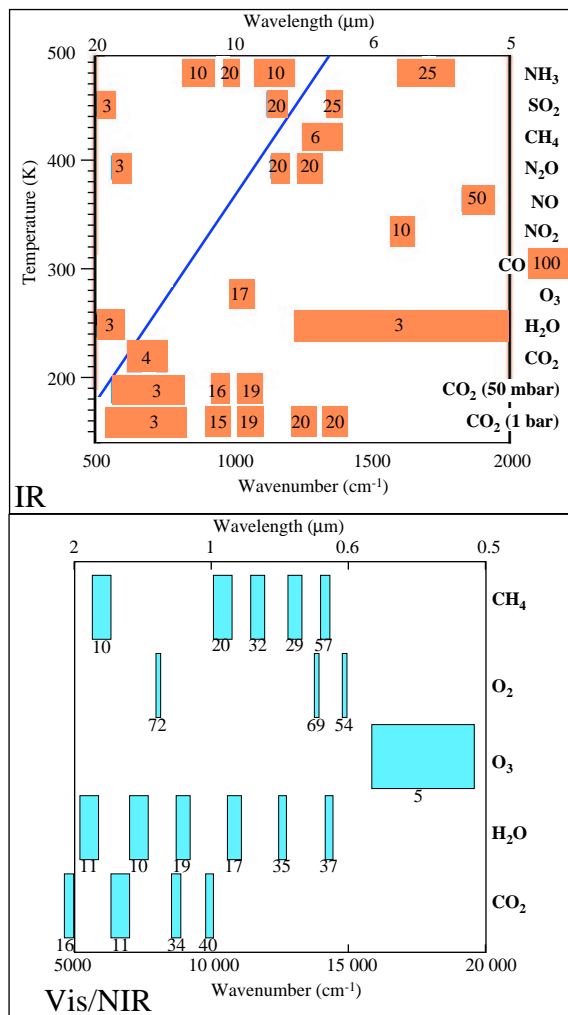 Wavelength (μm)
20 10 6 5
500 10 20 10 25 NH₃
3 20 25 SO₂
6 CH₄
400 3 20 20 N₂O
50 NO
10 NO₂
Temperature (K)
300 CO 100
17 O₃
3 3 H₂O
4 CO₂
200 3 16 19 CO₂ (50 mbar)
3 15 19 20 20 CO₂ (1 bar)
500 1000 1500 2000
Wavenumber (cm⁻¹)
IR
Wavelength (μm)
2 1 0.6 0.5
CH₄
10 20 32 29 57
O₂
72 69 54
O₃
5
H₂O
11 10 19 17 35 37
CO₂
16 11 34 40
5000 10 000 15 000 20 000
Wavenumber (cm⁻¹)
Vis/NIR